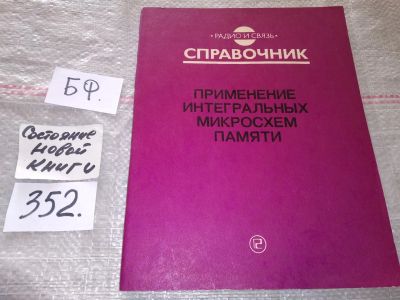 • РАДИО И СВЯЗЬ •
СПРАВОЧНИК
ПРИМЕНЕНИЕ
ИНТЕГРАЛЬНЫХ
МИКРОСХЕМ
ПАМЯТИ
БФ.
Состояние
новой
книги
352.